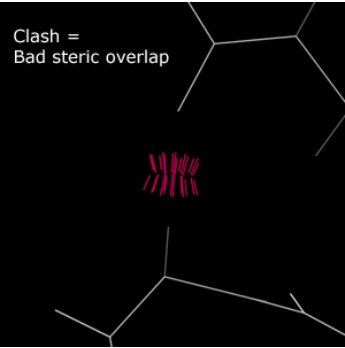 Clash =
Bad steric overlap